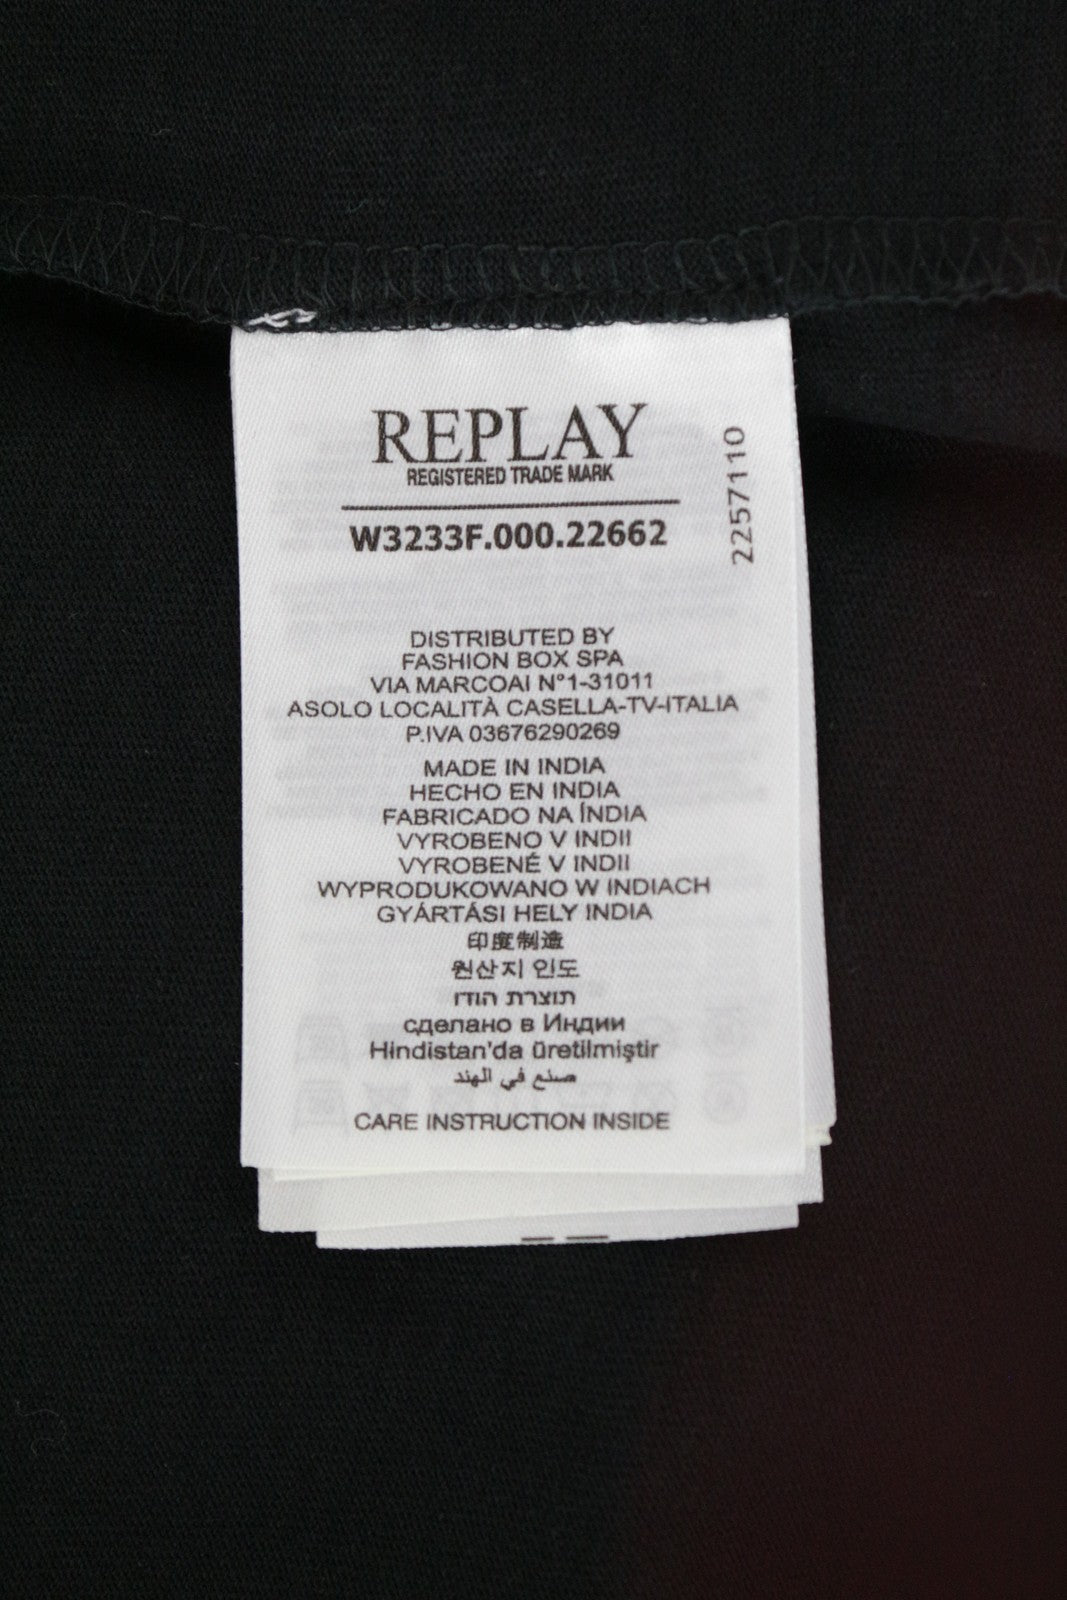 REPLAY
REGISTERED TRADE MARK
W3233F.000.22662
2257110
DISTRIBUTED BY
FASHION BOX SPA
VIA MARCOAI N°1-31011
ASOLO LOCALITÀ CASELLA-TV-ITALIA
P.IVA 03676290269
MADE IN INDIA
HECHO EN INDIA
FABRICADO NA ÍNDIA
VYROBENO V INDII
VYROBENÉ V INDII
WYPRODUKOWANO W INDIACH
GYÁRTÁSI HELY INDIA
印度制造
원산지 인도
תוצרת הודו
сделано в Индии
Hindistan'da üretilmiştir
صنع في الهند
CARE INSTRUCTION INSIDE